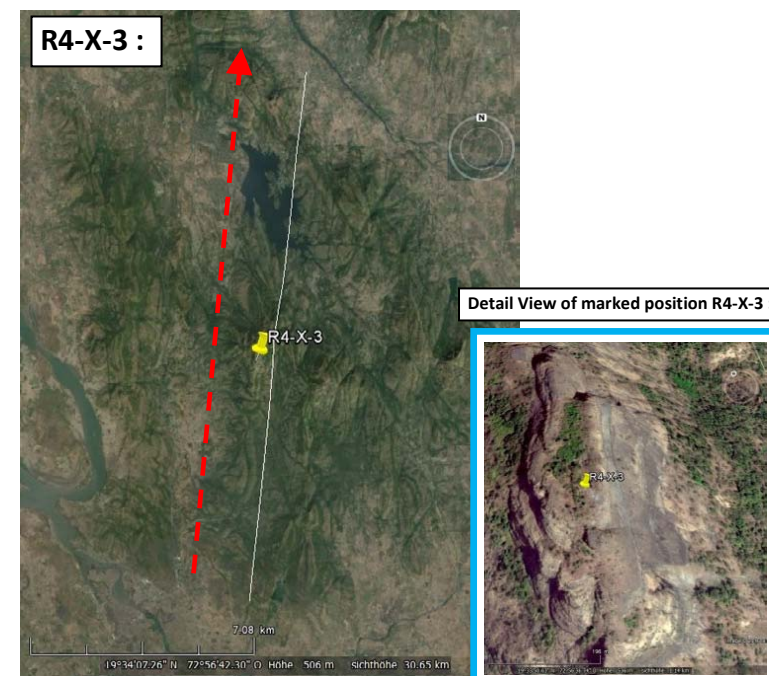 R4-X-3 :
N
R4-X-3
7.08 km
19°34'07.26" N 72°56'42.30" O Höhe 506 m sichthöhe 30.65 km
Detail View of marked position R4-X-3
R4-X-3
196 m